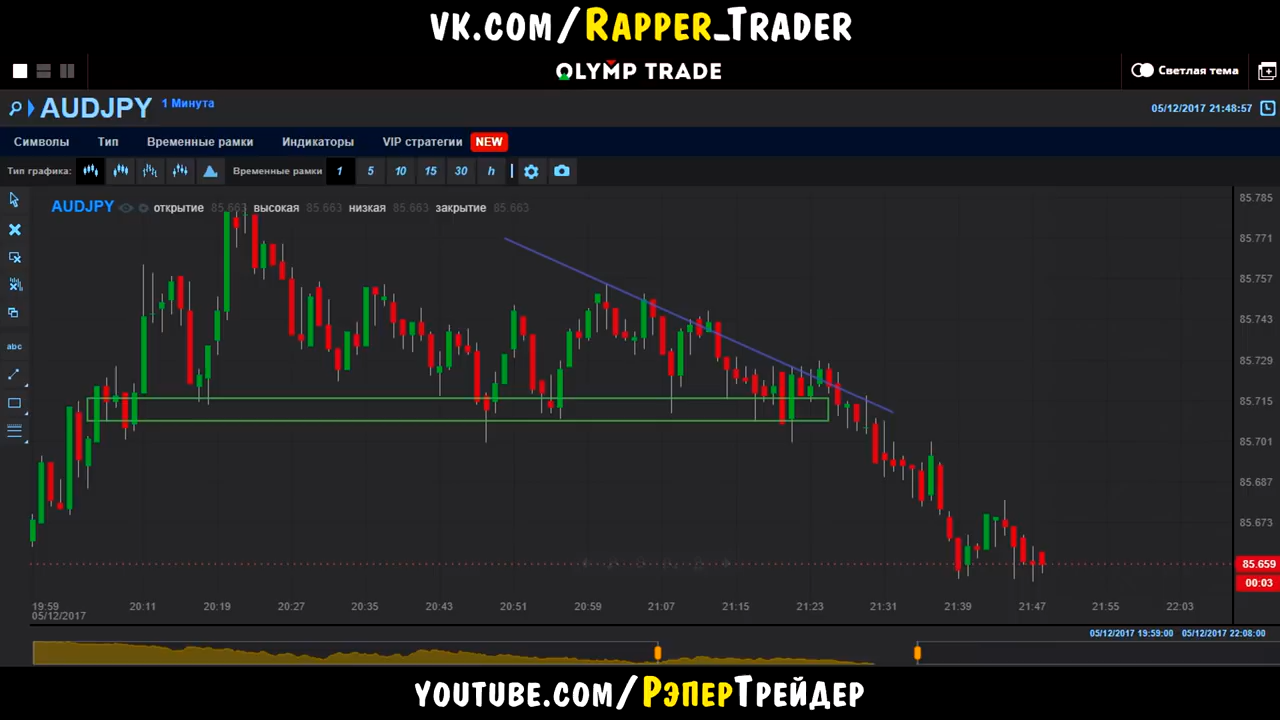 vk.com/Rapper_Trader
OLYMP TRADE
Светлая тема
AUDJPY 1 Минута
05/12/2017 21:48:57
Символы Тип Временные рамки Индикаторы VIP стратегии NEW
Тип графика: Временные рамки 1 5 10 15 30 h
AUDJPY открытие 85.663 высокая 85.663 низкая 85.663 закрытие 85.663
abc
85.785
85.771
85.757
85.743
85.729
85.715
85.701
85.687
85.673
85.659
00:03
19:59 20:11 20:19 20:27 20:35 20:43 20:51 20:59 21:07 21:15 21:23 21:31 21:39 21:47 21:55 22:03
05/12/2017
05/12/2017 19:59:00 05/12/2017 22:08:00
youtube.com/РэперТрейдер